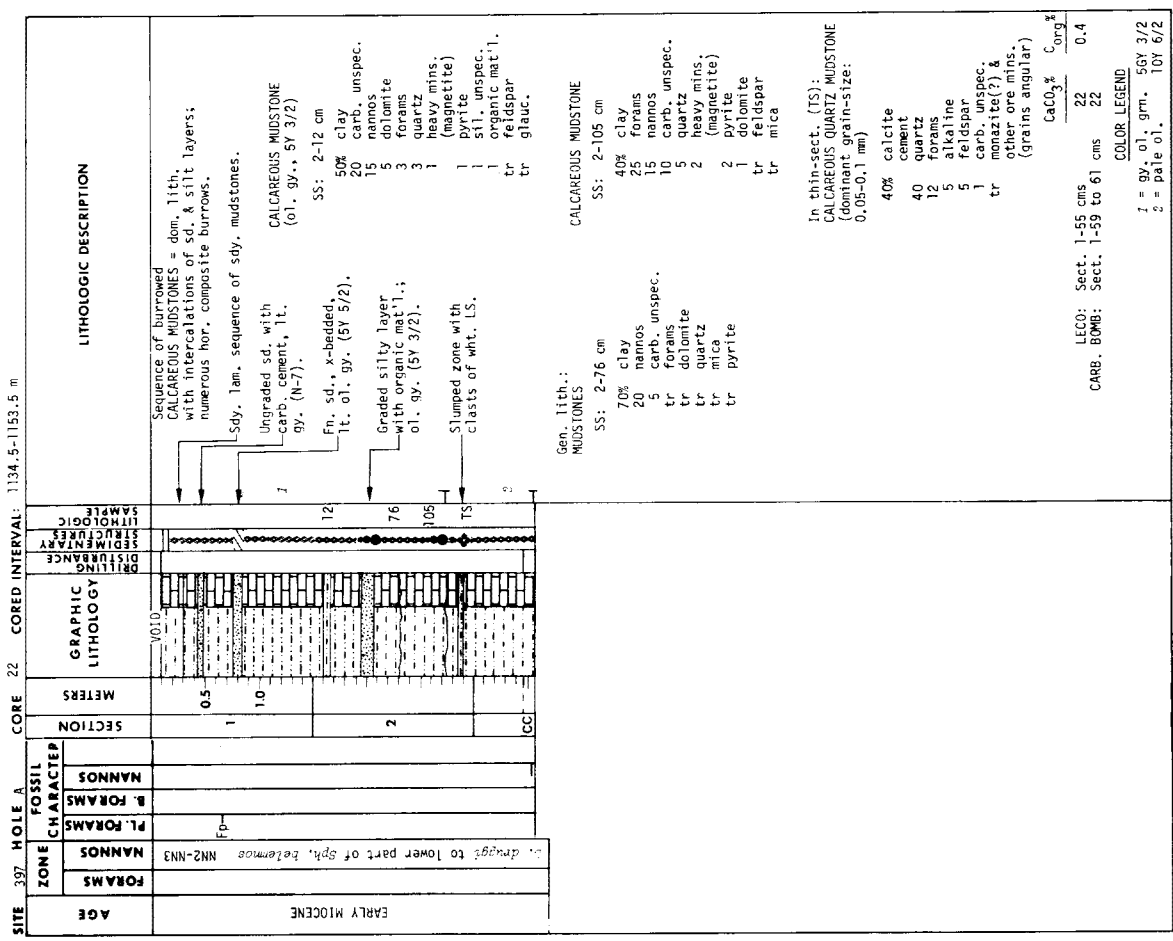 SITE 397 HOLE A CORE 22 CORED INTERVAL: 1134.5-1153.5 m
AGE
ZONE
FORAMS
NANNOS
FOSSIL
CHARACTER
PL. FORAMS
B. FORAMS
NANNOS
SECTION
METERS
GRAPHIC
LITHOLOGY
DRILLING
DISTURBANCE
SEDIMENTARY
STRUCTURES
LITHOLOGIC
SAMPLE
LITHOLOGIC DESCRIPTION
EARLY MIOCENE
druggi to lower part of Sph. belemnos NN2-NN3
Fp
1
2
CC
0.5
1.0
VOID
12
76
105
TS
1
2
Sequence of burrowed
CALCAREOUS MUDSTONES = dom. lith.
with intercalations of sd. & silt layers;
numerous hor. composite burrows.
Sdy. lam. sequence of sdy. mudstones.
Ungraded sd. with
carb. cement, lt.
gy. (N-7).
Fn. sd., x-bedded,
lt. ol. gy. (5Y 5/2).
Graded silty layer
with organic mat'l.;
ol. gy. (5Y 3/2).
Slumped zone with
clasts of wht. LS.
CALCAREOUS MUDSTONE
(ol. gy., 5Y 3/2)
SS: 2-12 cm
50% clay
20 carb. unspec.
15 nannos
5 dolomite
3 forams
3 quartz
1 heavy mins.
(magnetite)
1 pyrite
1 sil. unspec.
1 organic mat'l.
tr feldspar
tr glauc.
Gen. lith.:
MUDSTONES
SS: 2-76 cm
70% clay
20 nannos
5 carb. unspec.
tr forams
tr dolomite
tr quartz
tr mica
tr pyrite
CALCAREOUS MUDSTONE
SS: 2-105 cm
40% clay
25 forams
15 nannos
10 carb. unspec.
5 quartz
2 heavy mins.
(magnetite)
2 pyrite
1 dolomite
tr feldspar
tr mica
In thin-sect. (TS):
CALCAREOUS QUARTZ MUDSTONE
(dominant grain-size:
0.05-0.1 mm)
40% calcite
cement
40 quartz
12 forams
5 alkaline
5 feldspar
1 carb. unspec.
tr monazite(?) &
other ore mins.
(grains angular)
CaCO3% Corg%
LECO: Sect. 1-55 cms 22 0.4
CARB. BOMB: Sect. 1-59 to 61 cms 22
COLOR LEGEND
1 = gy. ol. grn. 5GY 3/2
2 = pale ol. 10Y 6/2